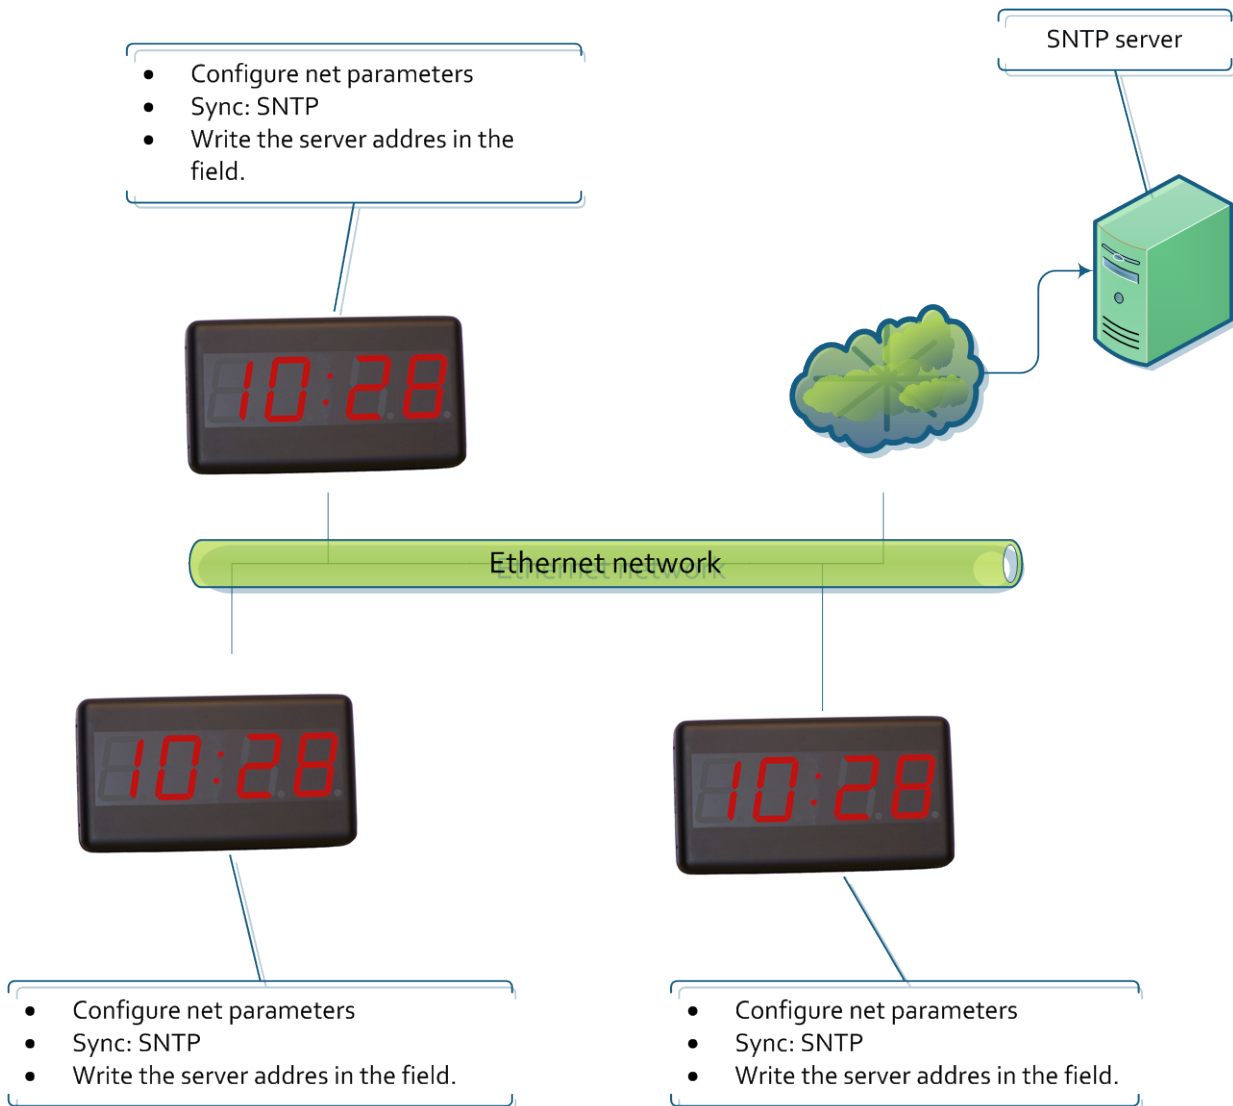 SNTP server
• Configure net parameters
• Sync: SNTP
• Write the server addres in the
field.
10:28
Ethernet network
10:28
10:28
• Configure net parameters
• Sync: SNTP
• Write the server addres in the field.
• Configure net parameters
• Sync: SNTP
• Write the server addres in the field.